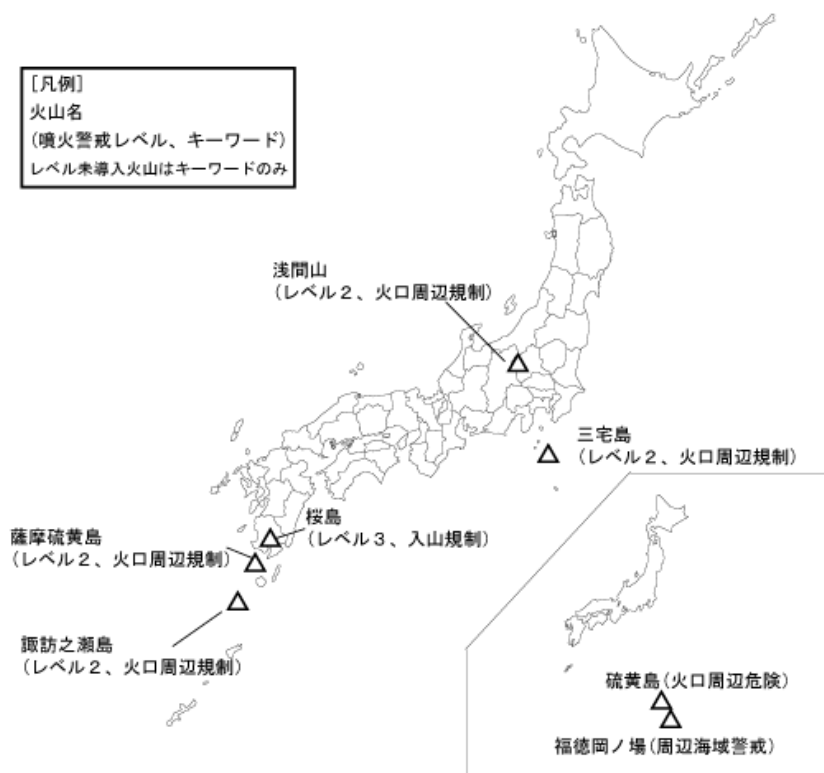 [凡例]
火山名
(噴火警戒レベル、キーワード)
レベル未導入火山はキーワードのみ
浅間山
(レベル2、火口周辺規制)
三宅島
(レベル2、火口周辺規制)
桜島
(レベル3、入山規制)
薩摩硫黄島
(レベル2、火口周辺規制)
諏訪之瀬島
(レベル2、火口周辺規制)
硫黄島(火口周辺危険)
福徳岡ノ場(周辺海域警戒)